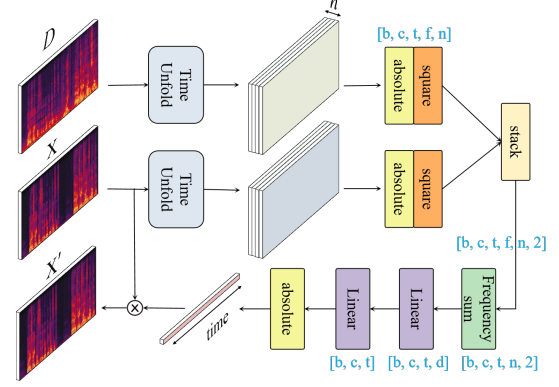 D
Time
Unfold
η
[b, c, t, f, n]
absolute
square
stack
X
Time
Unfold
absolute
square
[b, c, t, f, n, 2]
X'
time
absolute
Linear
Linear
Frequency
sum
[b, c, t]
[b, c, t, d]
[b, c, t, n, 2]